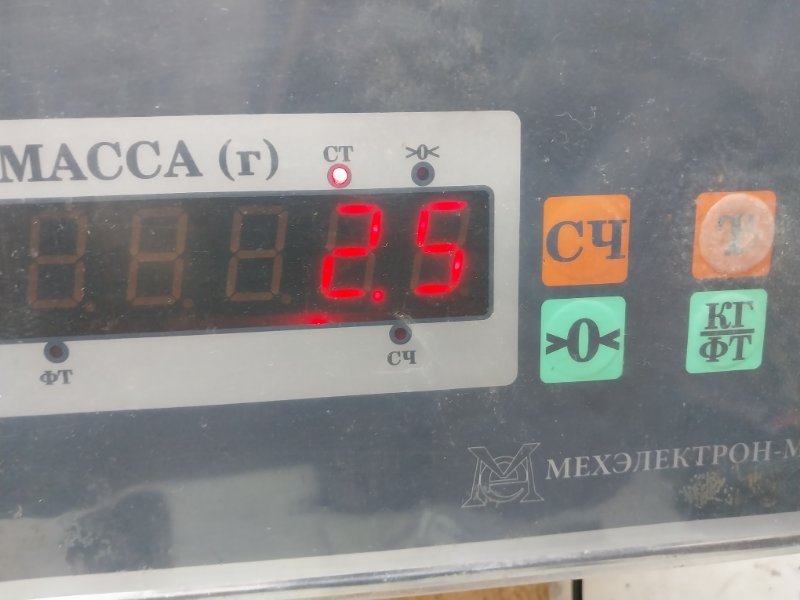 МАССА (г)
СТ
>0<
2.5
ФТ
СЧ
СЧ
Т
>0<
КГ
ФТ
МЕХЭЛЕКТРОН-М